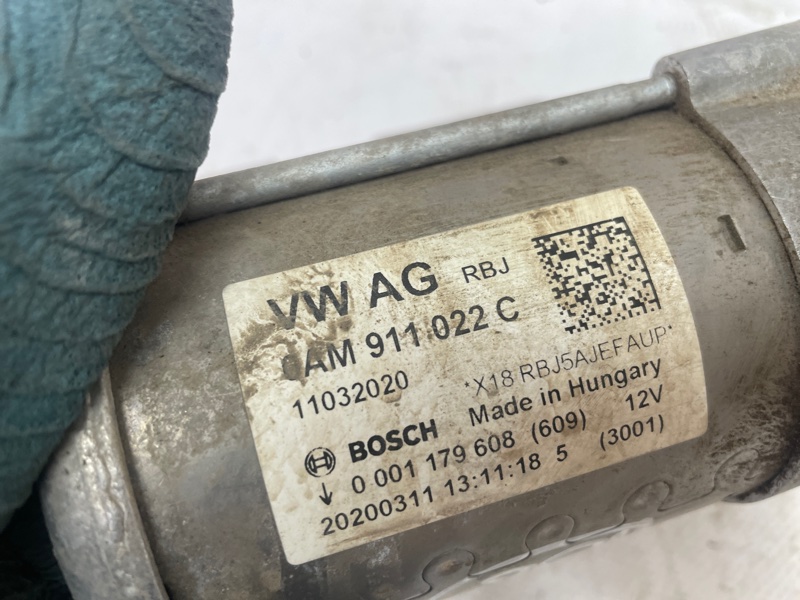 VW AG RBJ
0AM 911 022 C
11032020 *X18 RBJ5AJEFAUP*
Made in Hungary
BOSCH 12V
0 001 179 608 (609)
20200311 13:11:18 5 (3001)